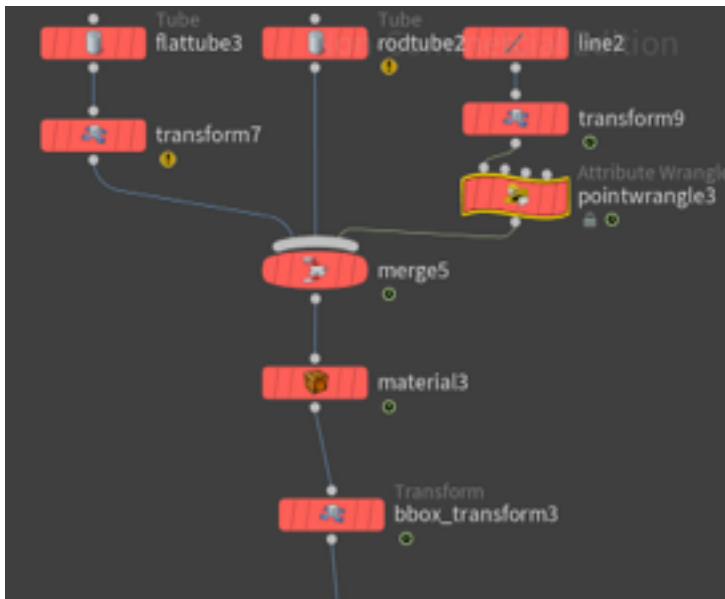 Tube
flattube3
Tube
rodtube2
line2
transform7
transform9
Attribute Wrangle
pointwrangle3
merge5
material3
Transform
bbox_transform3